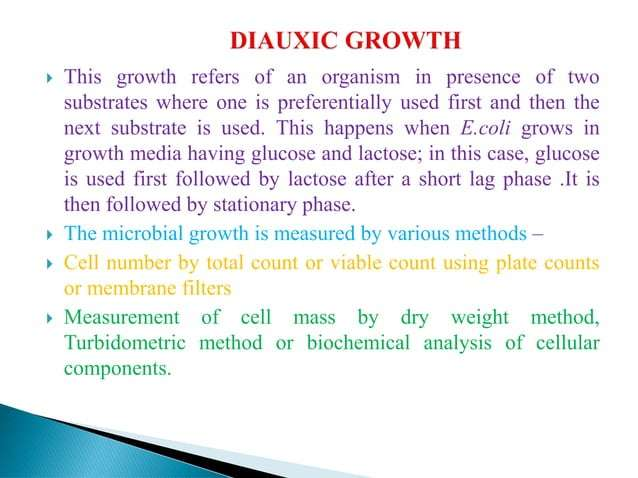 DIAUXIC GROWTH
This growth refers of an organism in presence of two
substrates where one is preferentially used first and then the
next substrate is used. This happens when E.coli grows in
growth media having glucose and lactose; in this case, glucose
is used first followed by lactose after a short lag phase .It is
then followed by stationary phase.
The microbial growth is measured by various methods –
Cell number by total count or viable count using plate counts
or membrane filters
Measurement of cell mass by dry weight method,
Turbidometric method or biochemical analysis of cellular
components.